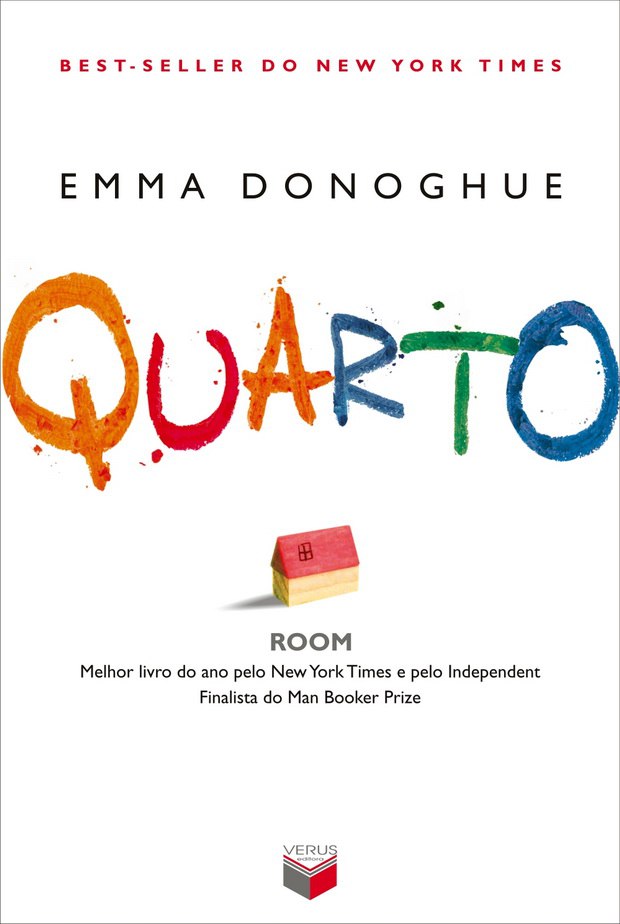 BEST-SELLER DO NEW YORK TIMES
EMMA DONOGHUE
QUARTO
ROOM
Melhor livro do ano pelo New York Times e pelo Independent
Finalista do Man Booker Prize
VERUS
editora